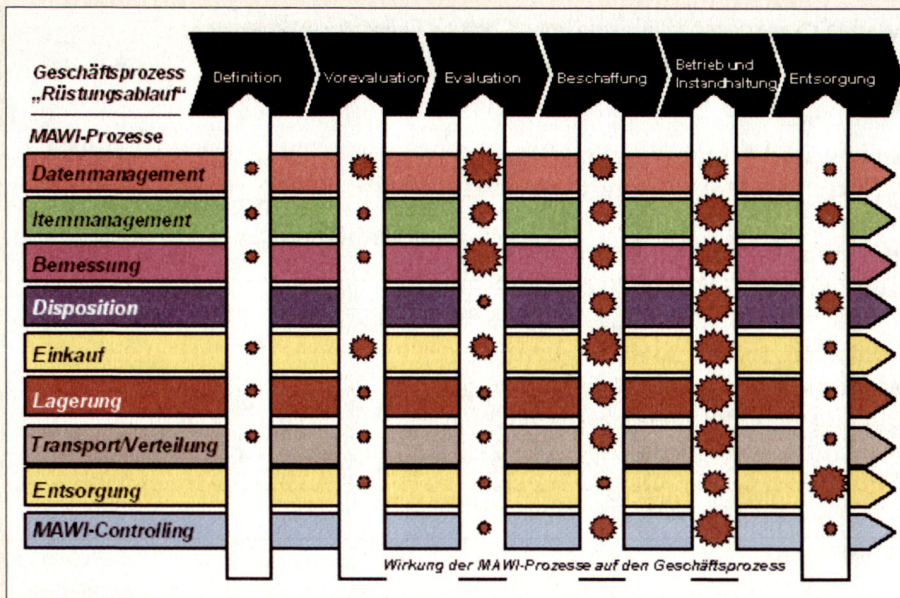 Geschäftsprozess
„Rüstungsablauf“
Definition
Vorevaluation
Evaluation
Beschaffung
Betrieb und
Instandhaltung
Entsorgung
MAWI-Prozesse
Datenmanagement
Itemmanagement
Bemessung
Disposition
Einkauf
Lagerung
Transport/Verteilung
Entsorgung
MAWI-Controlling
Wirkung der MAWI-Prozesse auf den Geschäftsprozess